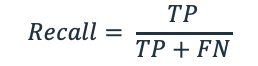 Recall = TP / (TP + FN)